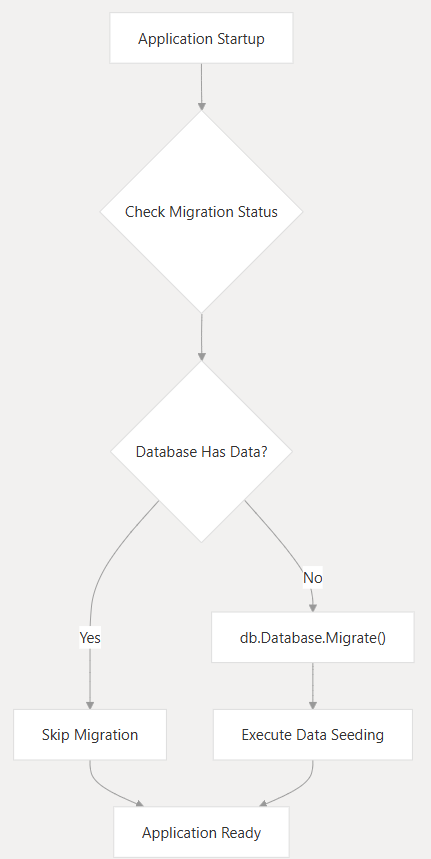 Application Startup
Check Migration Status
Database Has Data?
No
Yes
db.Database.Migrate()
Skip Migration
Execute Data Seeding
Application Ready